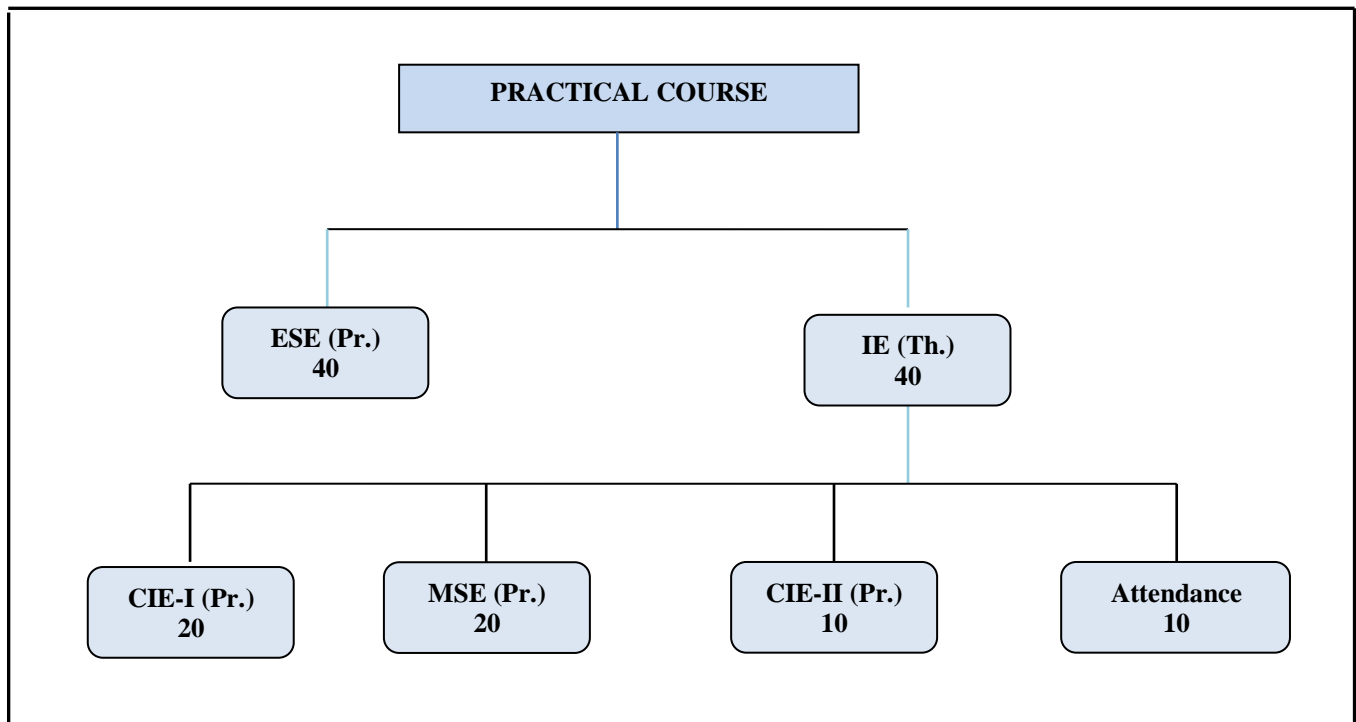 PRACTICAL COURSE
ESE (Pr.)
40
IE (Th.)
40
CIE-I (Pr.)
20
MSE (Pr.)
20
CIE-II (Pr.)
10
Attendance
10